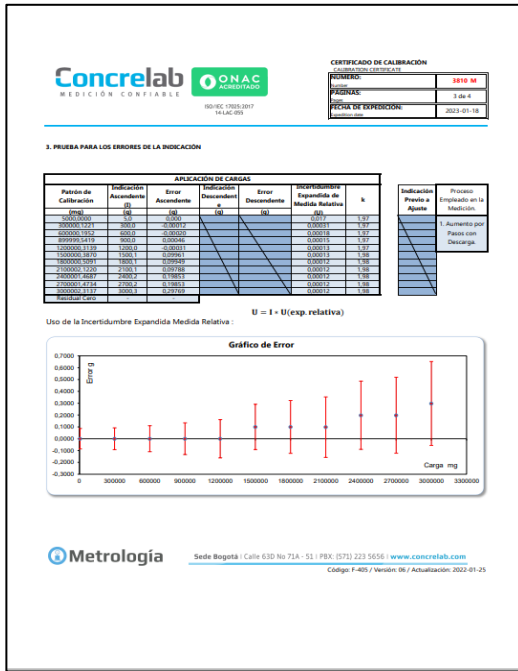 Concrelab
MEDICIÓN CONFIABLE
ONAC
ACREDITADO
ISO/IEC 17025:2017
14-LAC-055
CERTIFICADO DE CALIBRACIÓN
CALIBRATION CERTIFICATE
NÚMERO:
Number
3810 M
PÁGINAS:
Pages
3 de 4
FECHA DE EXPEDICIÓN:
Expedition date
2023-01-18
3. PRUEBA PARA LOS ERRORES DE LA INDICACIÓN
APLICACIÓN DE CARGAS
Patrón de Calibración (mg) Indicación Ascendente (I) (g) Error Ascendente (g) Indicación Descendent e (g) Error Descendente (g) Incertidumbre Expandida de Medida Relativa (U) k
5000,0000 5,0 0,000 0,017 1,97
300000,1221 300,0 -0,00012 0,00031 1,97
600000,1952 600,0 -0,00020 0,00018 1,97
899999,5419 900,0 0,00046 0,00015 1,97
1200000,3139 1200,0 -0,00031 0,00013 1,97
1500000,3870 1500,1 0,09961 0,00013 1,98
1800000,5091 1800,1 0,09949 0,00012 1,98
2100002,1220 2100,1 0,09788 0,00012 1,98
2400001,4687 2400,2 0,19853 0,00012 1,98
2700001,4734 2700,2 0,19853 0,00012 1,98
3000002,3137 3000,3 0,29769 0,00012 1,98
Residual Cero - -
Indicación Previo a Ajuste
Proceso Empleado en la Medición.
1. Aumento por Pasos con Descarga.
U = I * U(exp. relativa)
Uso de la Incertidumbre Expandida Medida Relativa :
Gráfico de Error
Error g
0,7000
0,6000
0,5000
0,4000
0,3000
0,2000
0,1000
0,0000
-0,1000
-0,2000
-0,3000
Carga mg
0 300000 600000 900000 1200000 1500000 1800000 2100000 2400000 2700000 3000000 3300000
Metrología
Sede Bogotá | Calle 63D No 71A - 51 | PBX: (571) 223 5656 | www.concrelab.com
Código: F-405 / Versión: 06 / Actualización: 2022-01-25